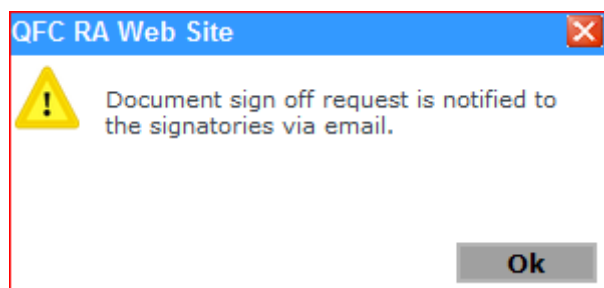 QFC RA Web Site
Document sign off request is notified to
the signatories via email.
Ok